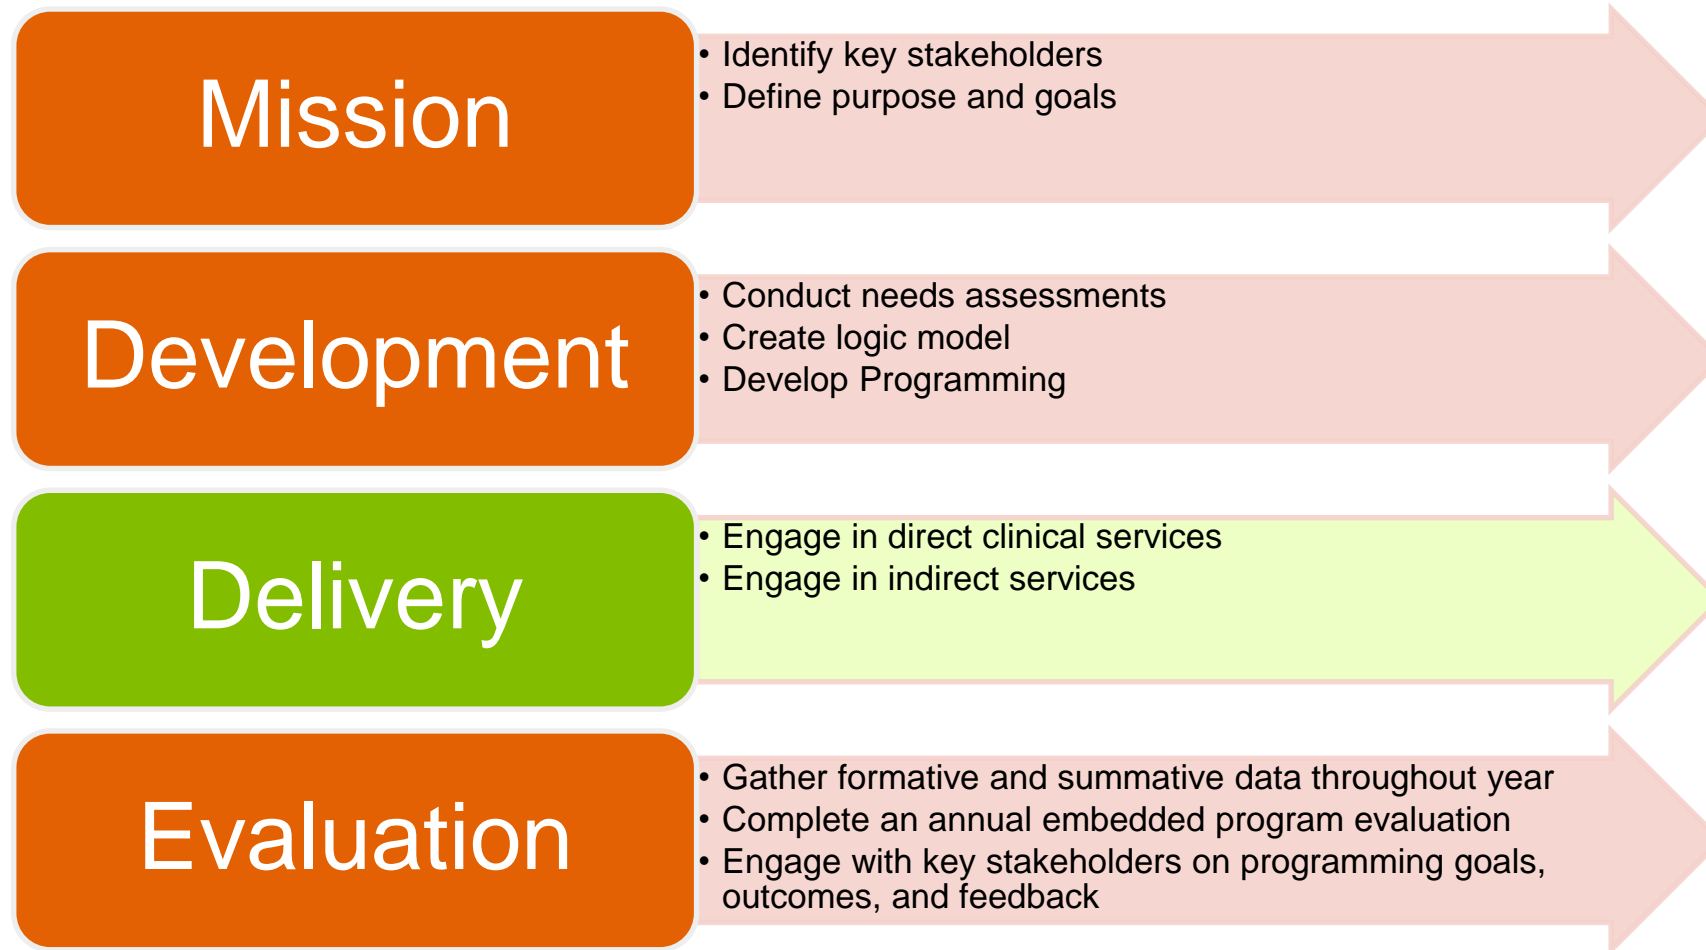 Mission
• Identify key stakeholders
• Define purpose and goals
Development
• Conduct needs assessments
• Create logic model
• Develop Programming
Delivery
• Engage in direct clinical services
• Engage in indirect services
Evaluation
• Gather formative and summative data throughout year
• Complete an annual embedded program evaluation
• Engage with key stakeholders on programming goals,
outcomes, and feedback